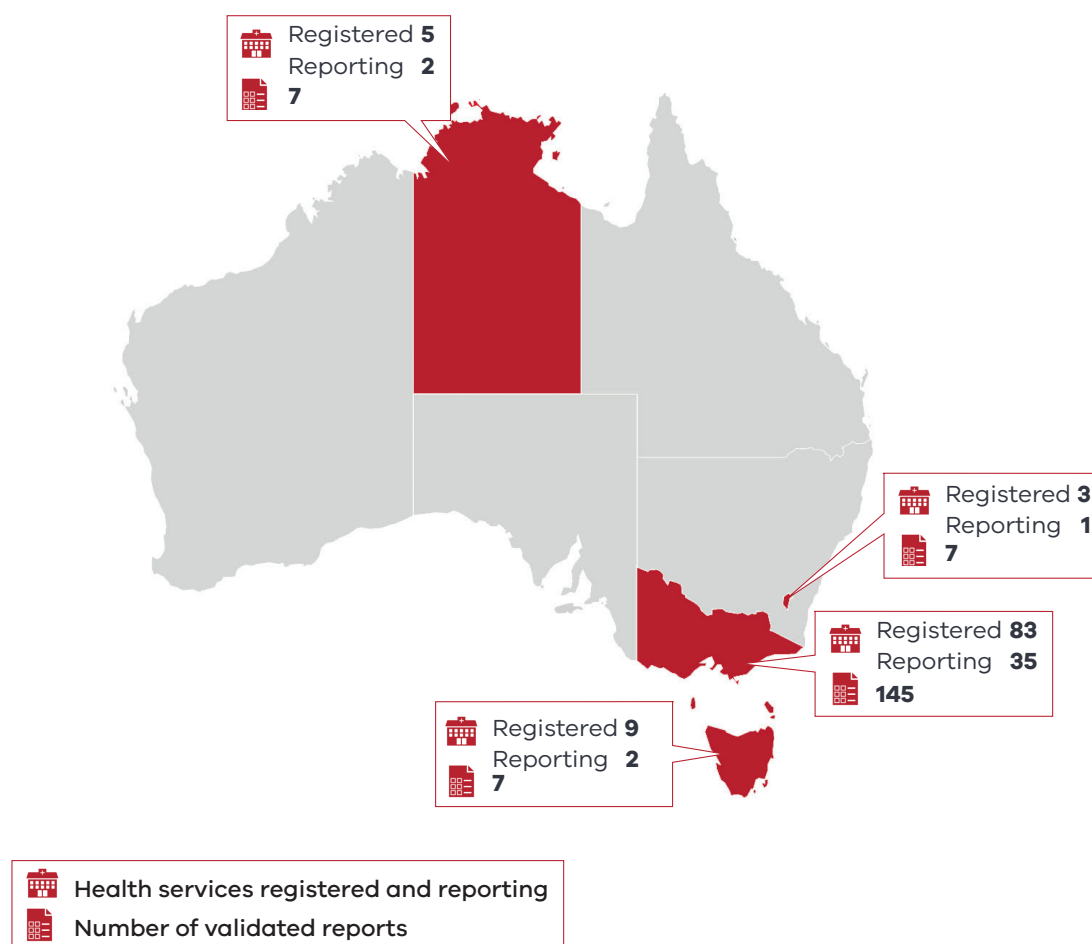 Registered 5
Reporting 2
7
Registered 3
Reporting 1
7
Registered 83
Reporting 35
145
Registered 9
Reporting 2
7
Health services registered and reporting
Number of validated reports